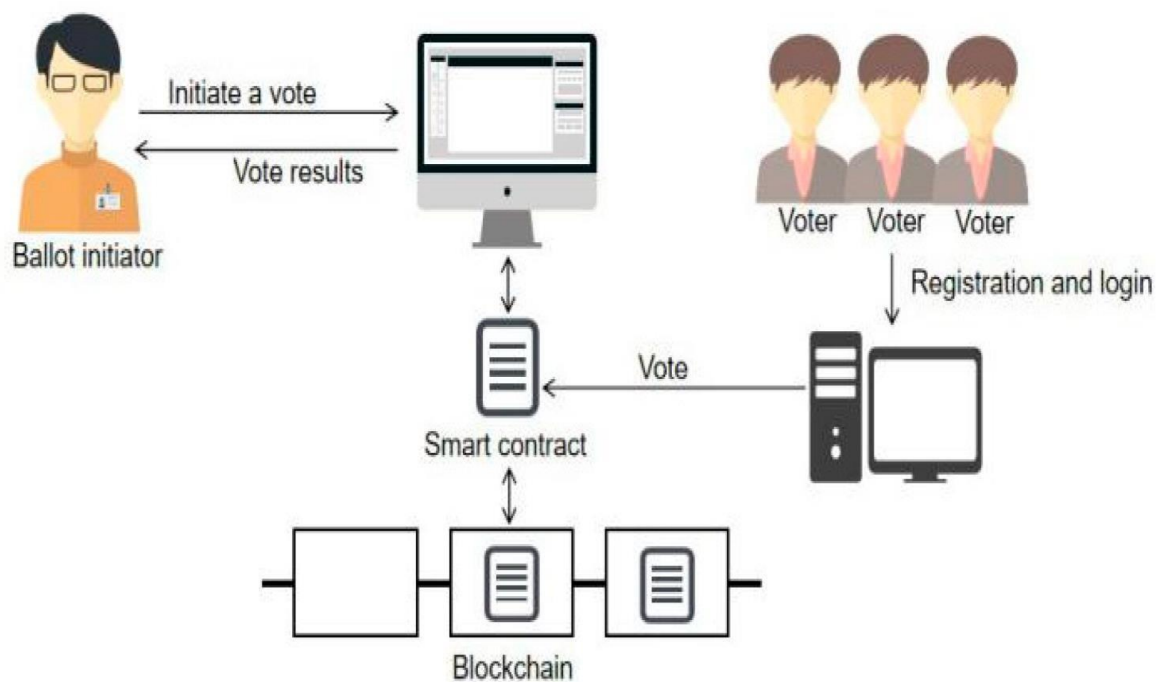 Initiate a vote
Vote results
Ballot initiator
Voter Voter Voter
Registration and login
Vote
Smart contract
Blockchain